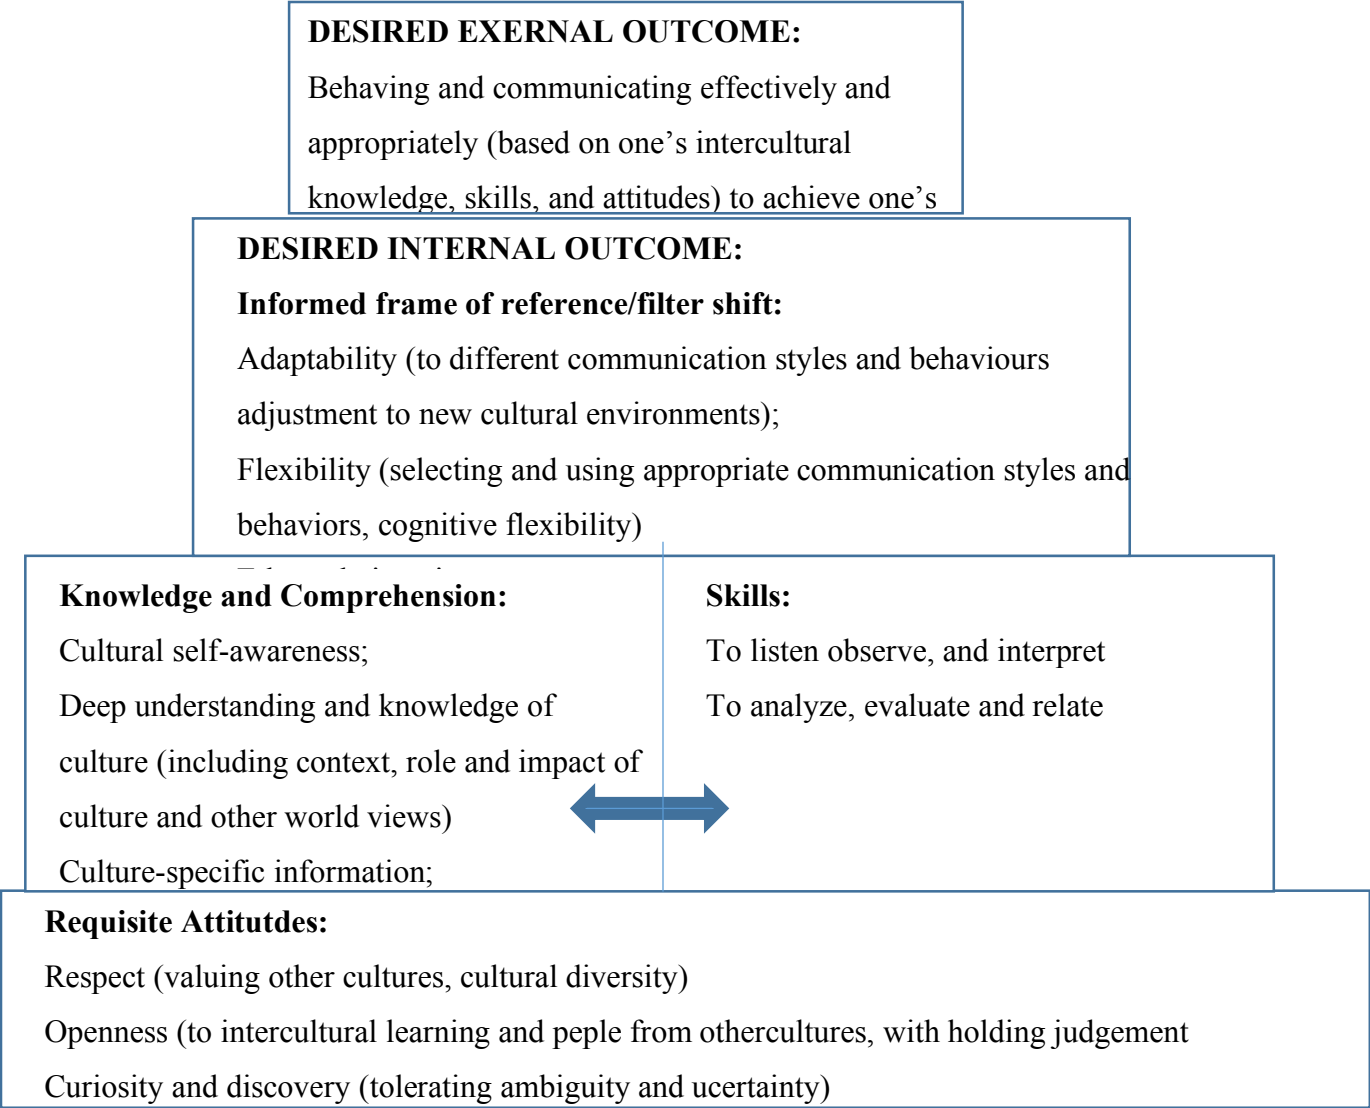 DESIRED EXERNAL OUTCOME:
Behaving and communicating effectively and
appropriately (based on one’s intercultural
knowledge, skills, and attitudes) to achieve one’s
DESIRED INTERNAL OUTCOME:
Informed frame of reference/filter shift:
Adaptability (to different communication styles and behaviours
adjustment to new cultural environments);
Flexibility (selecting and using appropriate communication styles and
behaviors, cognitive flexibility)
Knowledge and Comprehension:
Cultural self-awareness;
Deep understanding and knowledge of
culture (including context, role and impact of
culture and other world views)
Culture-specific information;
Skills:
To listen observe, and interpret
To analyze, evaluate and relate
Requisite Attitutdes:
Respect (valuing other cultures, cultural diversity)
Openness (to intercultural learning and peple from othercultures, with holding judgement
Curiosity and discovery (tolerating ambiguity and ucertainty)